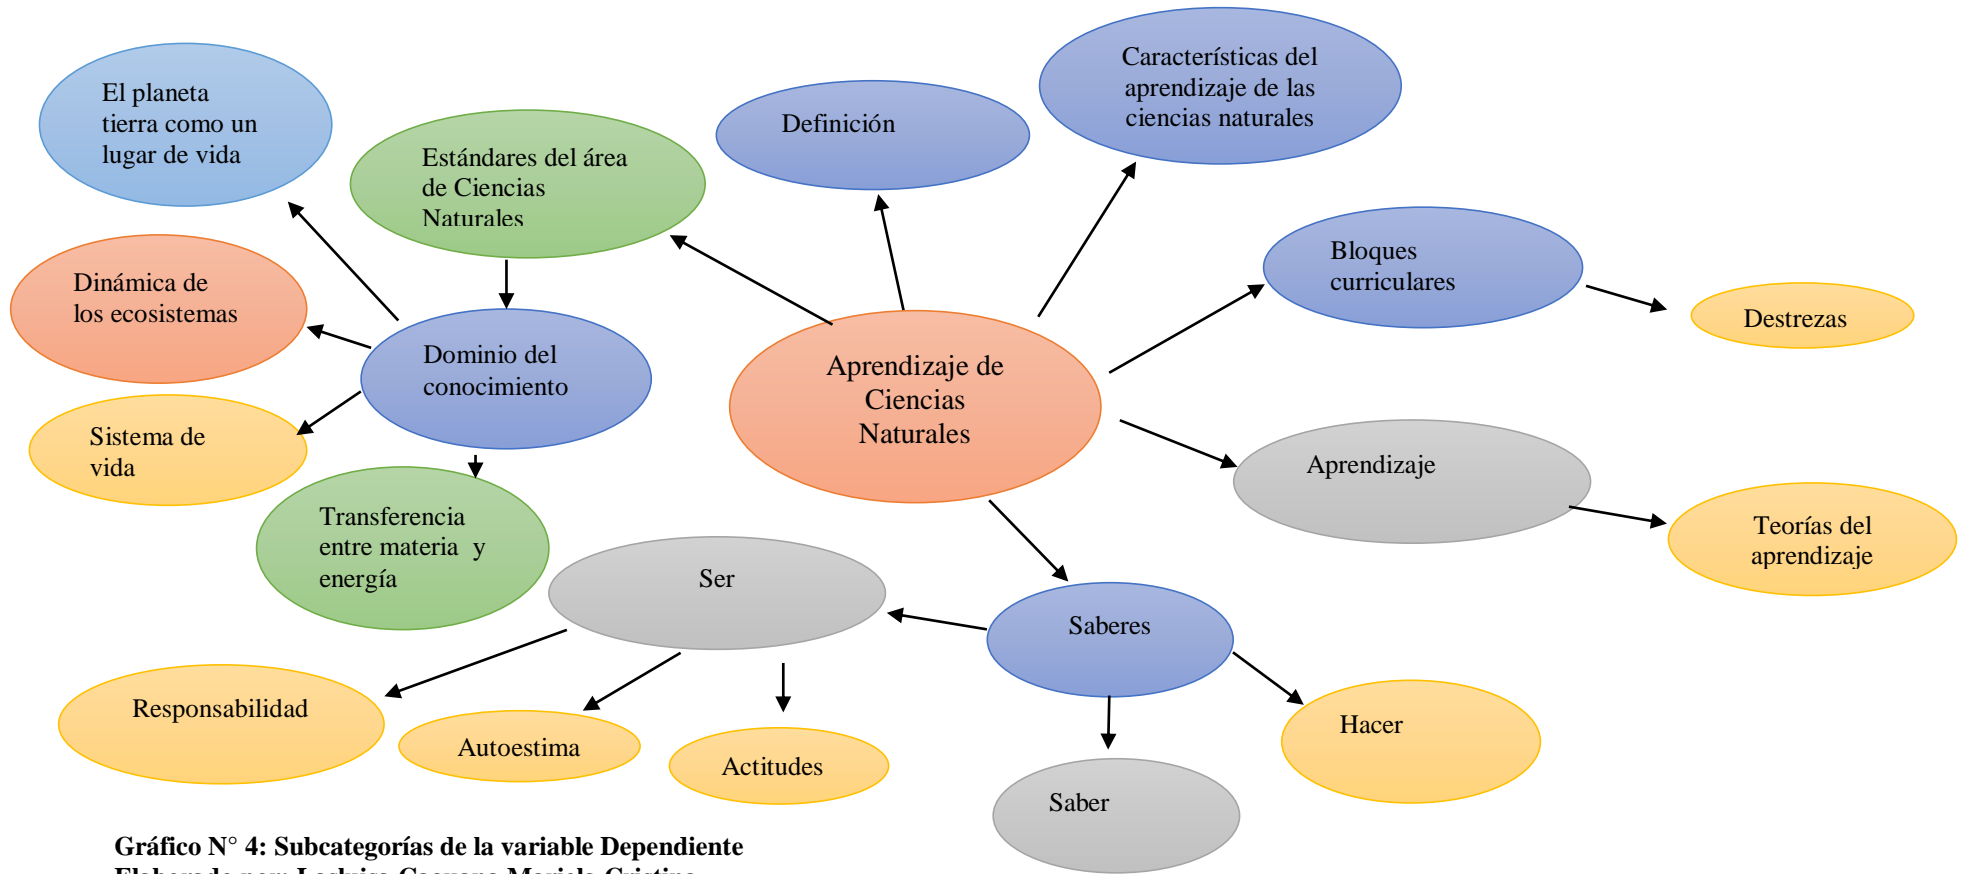 El planeta
tierra como un
lugar de vida
Estándares del área
de Ciencias
Naturales
Definición
Características del
aprendizaje de las
ciencias naturales
Bloques
curriculares
Destrezas
Dinámica de
los ecosistemas
Dominio del
conocimiento
Aprendizaje de
Ciencias
Naturales
Sistema de
vida
Aprendizaje
Transferencia
entre materia y
energía
Teorías del
aprendizaje
Ser
Saberes
Responsabilidad
Autoestima
Actitudes
Hacer
Saber
Gráfico N° 4: Subcategorías de la variable Dependiente